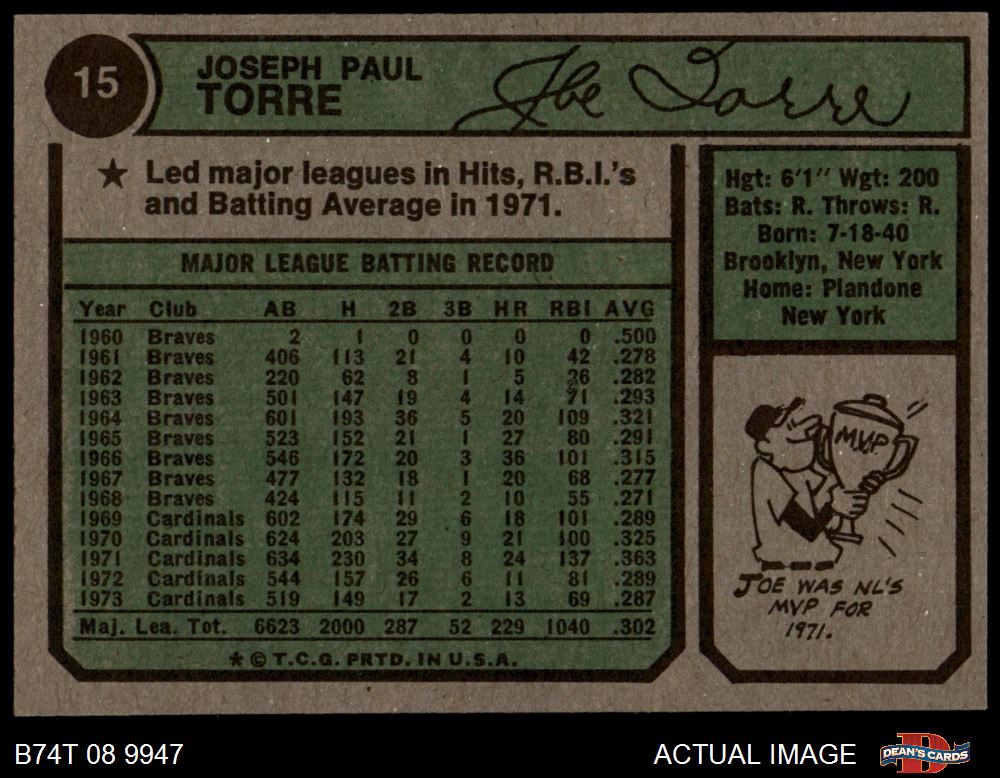 15
JOSEPH PAUL
TORRE
Joe Torre
★ Led major leagues in Hits, R.B.I.'s
and Batting Average in 1971.
MAJOR LEAGUE BATTING RECORD
Year Club AB H 2B 3B HR RBI AVG
1960 Braves 2 1 0 0 0 0 .500
1961 Braves 406 113 21 4 10 42 .278
1962 Braves 220 62 8 1 5 26 .282
1963 Braves 501 147 19 4 14 71 .293
1964 Braves 601 193 36 5 20 109 .321
1965 Braves 523 152 21 1 27 80 .291
1966 Braves 546 172 20 3 36 101 .315
1967 Braves 477 132 18 1 20 68 .277
1968 Braves 424 115 11 2 10 55 .271
1969 Cardinals 602 174 29 6 18 101 .289
1970 Cardinals 624 203 27 9 21 100 .325
1971 Cardinals 634 230 34 8 24 137 .363
1972 Cardinals 544 157 26 6 11 81 .289
1973 Cardinals 519 149 17 2 13 69 .287
Maj. Lea. Tot. 6623 2000 287 52 229 1040 .302
★ © T.C.G. PRTD. IN U.S.A.
Hgt: 6'1" Wgt: 200
Bats: R. Throws: R.
Born: 7-18-40
Brooklyn, New York
Home: Plandone
New York
M.V.P.
JOE WAS NL'S
MVP FOR
1971.
B74T 08 9947
ACTUAL IMAGE
D
DEAN'S CARDS